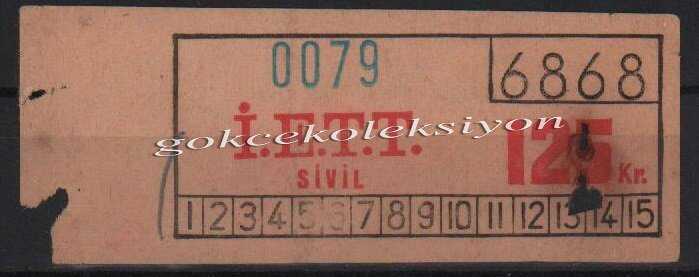 0079 6868
İ.E.T.T. 125 Kr.
gokcekoleksiyon
SİVİL
1 2 3 4 5 6 7 8 9 10 11 12 13 14 15